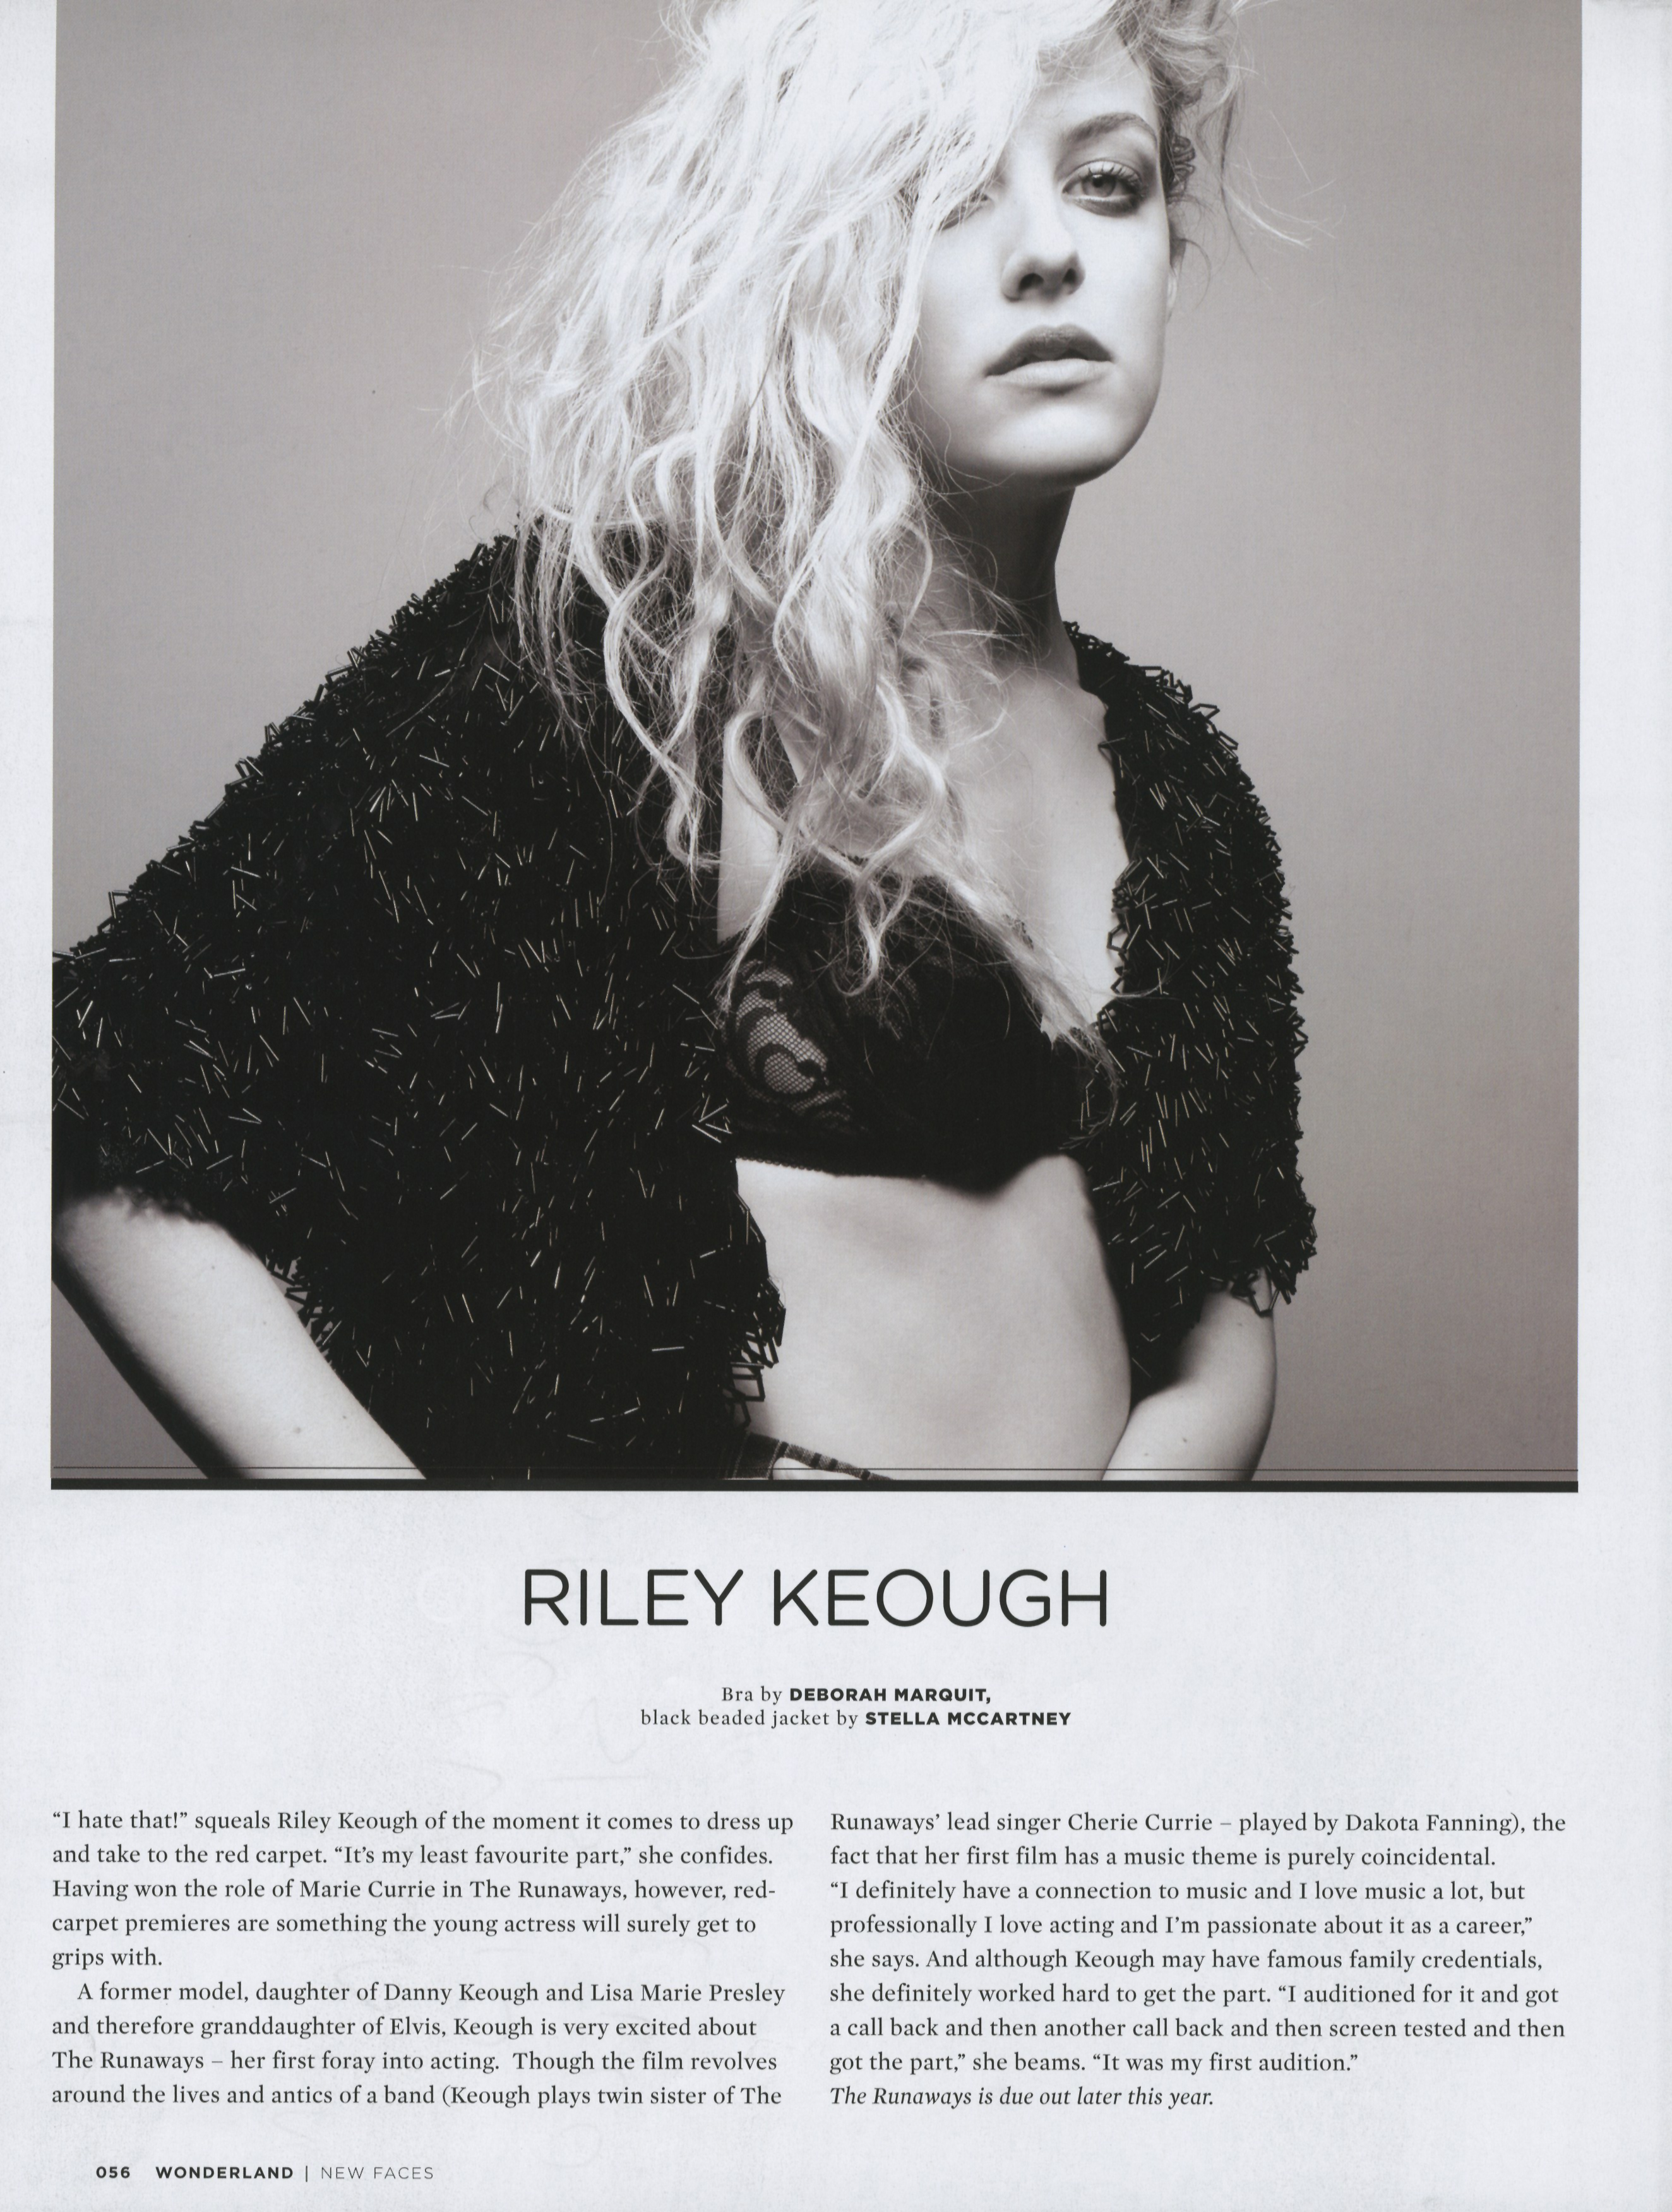 RILEY KEOUGH
Bra by DEBORAH MARQUIT,
black beaded jacket by STELLA MCCARTNEY
“I hate that!” squeals Riley Keough of the moment it comes to dress up
and take to the red carpet. “It’s my least favourite part,” she confides.
Having won the role of Marie Currie in The Runaways, however, red-
carpet premieres are something the young actress will surely get to
grips with.
A former model, daughter of Danny Keough and Lisa Marie Presley
and therefore granddaughter of Elvis, Keough is very excited about
The Runaways – her first foray into acting.  Though the film revolves
around the lives and antics of a band (Keough plays twin sister of The
Runaways’ lead singer Cherie Currie – played by Dakota Fanning), the
fact that her first film has a music theme is purely coincidental.
“I definitely have a connection to music and I love music a lot, but
professionally I love acting and I’m passionate about it as a career,”
she says. And although Keough may have famous family credentials,
she definitely worked hard to get the part. “I auditioned for it and got
a call back and then another call back and then screen tested and then
got the part,” she beams. “It was my first audition.”
The Runaways is due out later this year.
056 WONDERLAND | NEW FACES